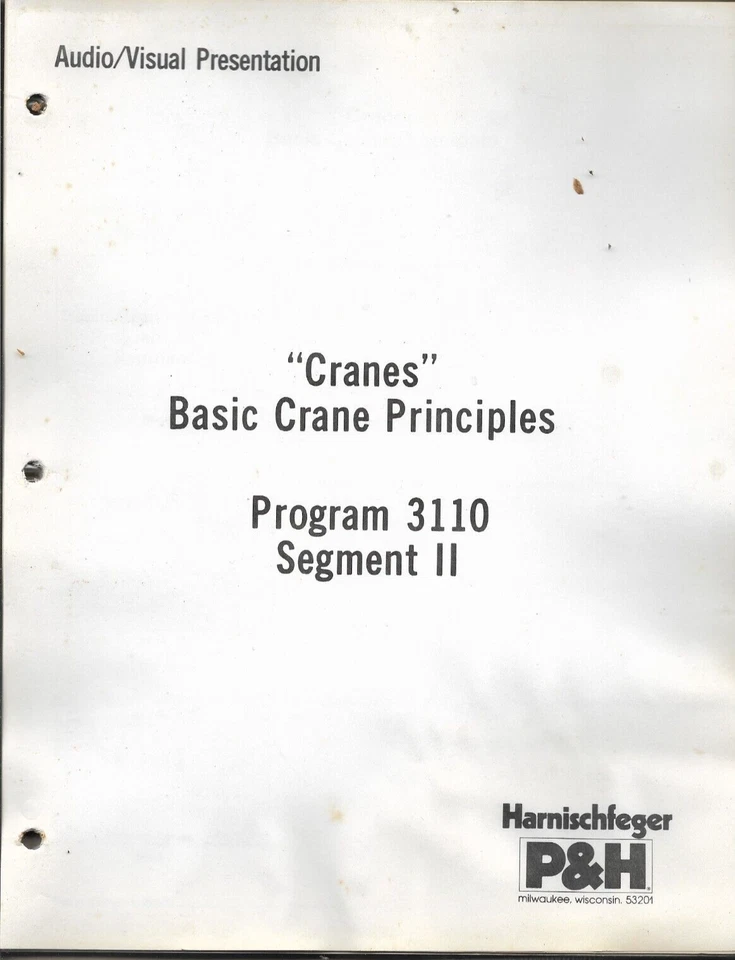 Audio/Visual Presentation
“Cranes”
Basic Crane Principles
Program 3110
Segment II
Harnischfeger
P&H®
milwaukee, wisconsin. 53201